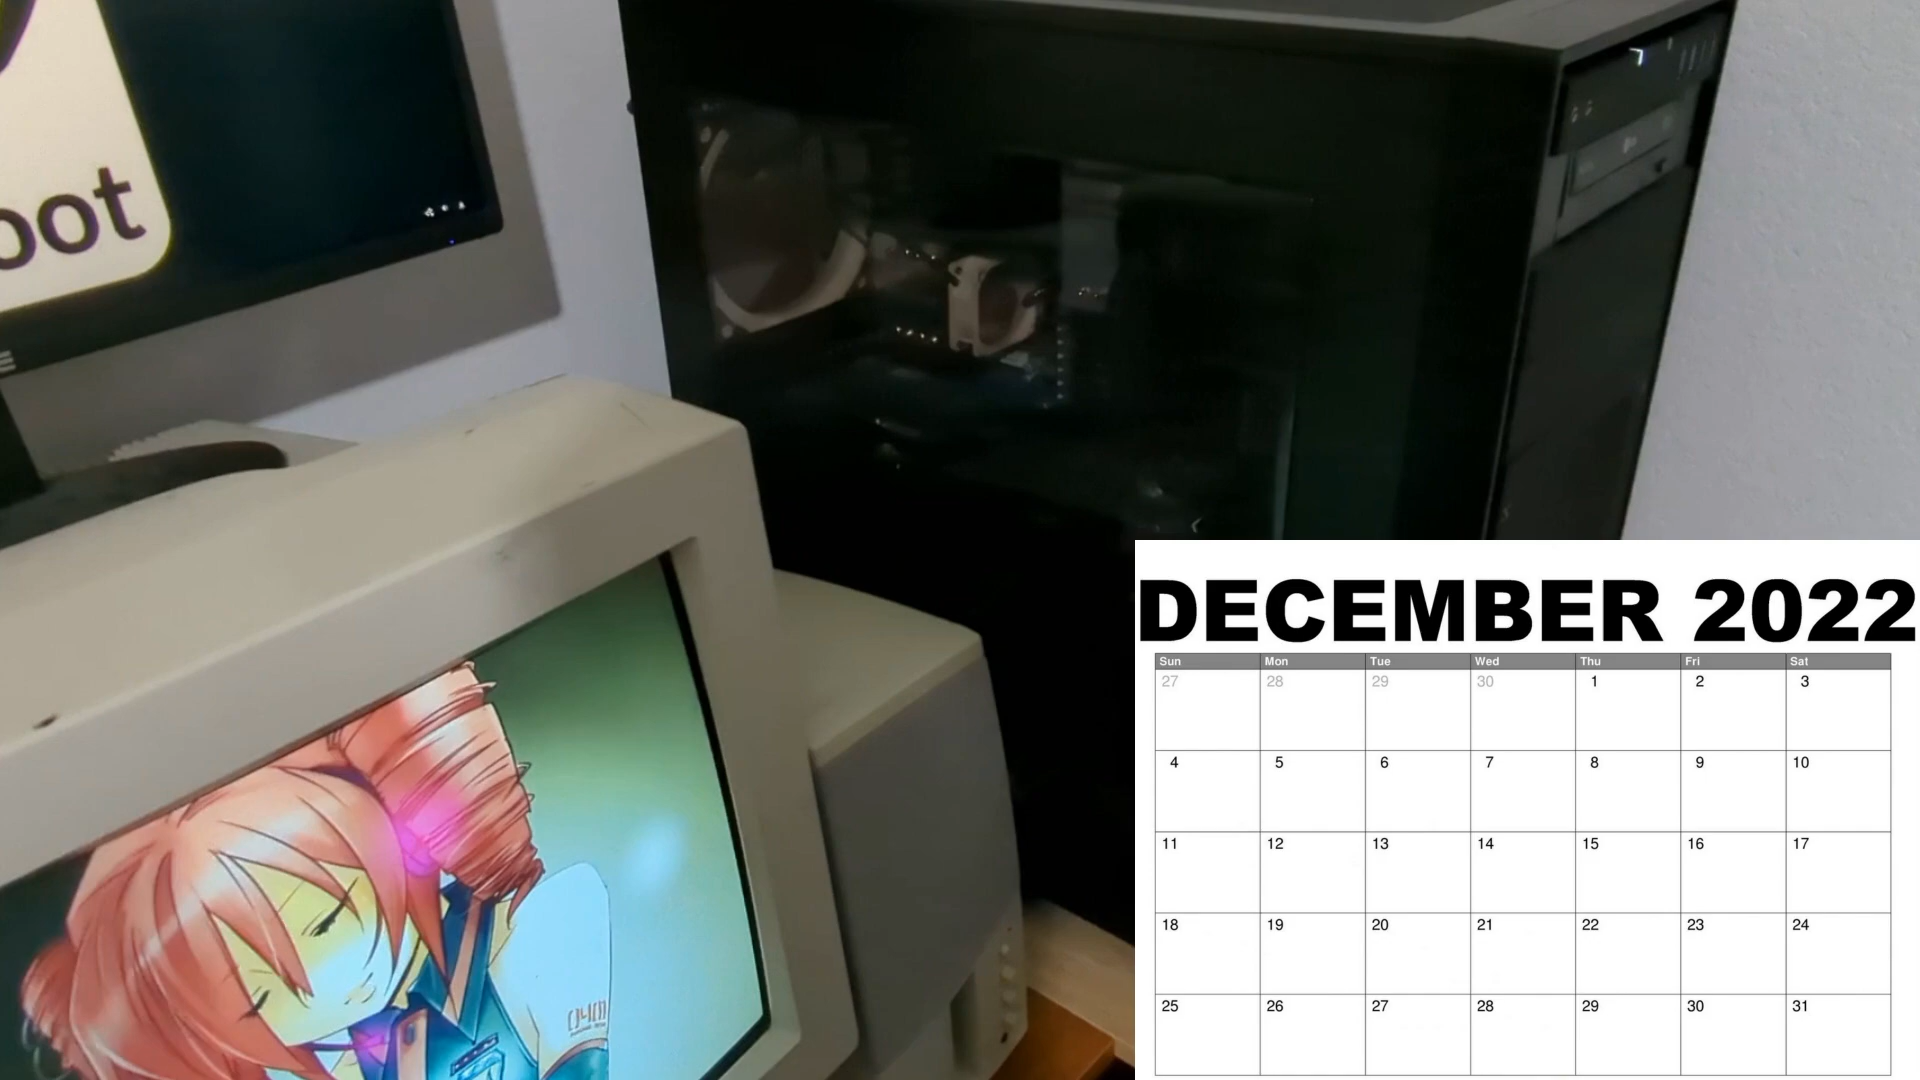 oot
DECEMBER 2022
Sun Mon Tue Wed Thu Fri Sat
27 28 29 30 1 2 3
4 5 6 7 8 9 10
11 12 13 14 15 16 17
18 19 20 21 22 23 24
25 26 27 28 29 30 31